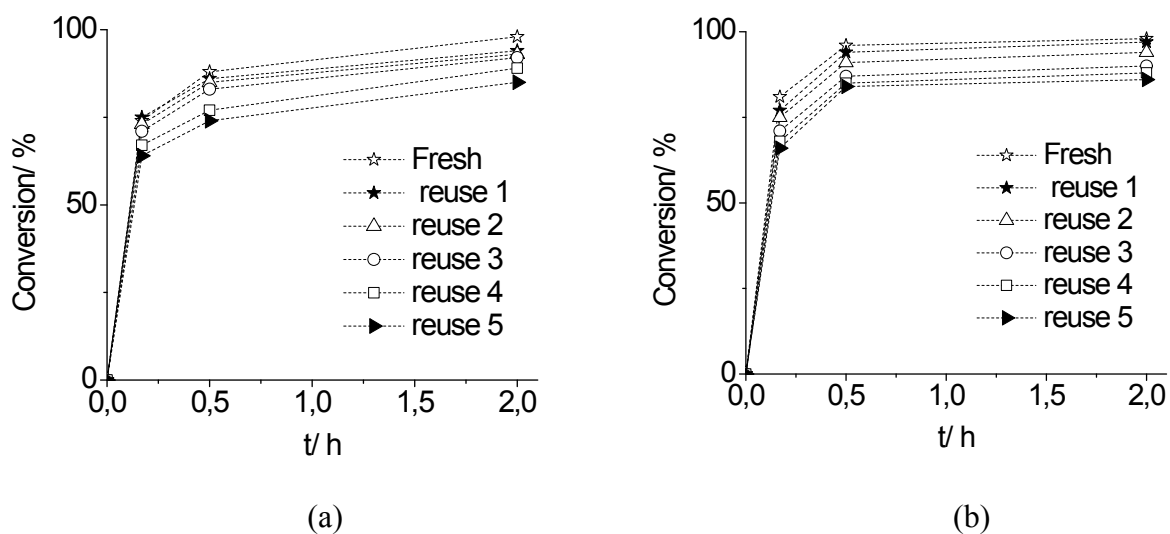 100
50
0
Conversion/ %
0,0 0,5 1,0 1,5 2,0
t/ h
Fresh
reuse 1
reuse 2
reuse 3
reuse 4
reuse 5
(a)
100
50
0
Conversion/ %
0,0 0,5 1,0 1,5 2,0
t/ h
Fresh
reuse 1
reuse 2
reuse 3
reuse 4
reuse 5
(b)